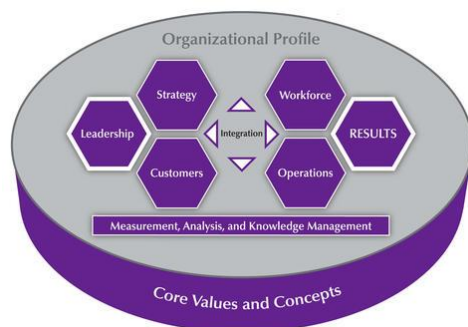 Organizational Profile
Strategy
Workforce
Leadership
Integration
RESULTS
Customers
Operations
Measurement, Analysis, and Knowledge Management
Core Values and Concepts